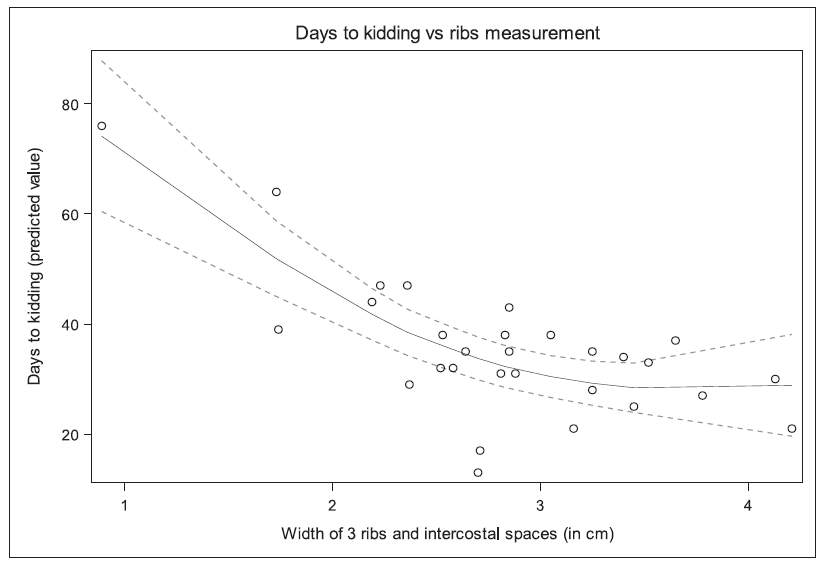 Days to kidding vs ribs measurement
80
60
40
20
Days to kidding (predicted value)
1 2 3 4
Width of 3 ribs and intercostal spaces (in cm)